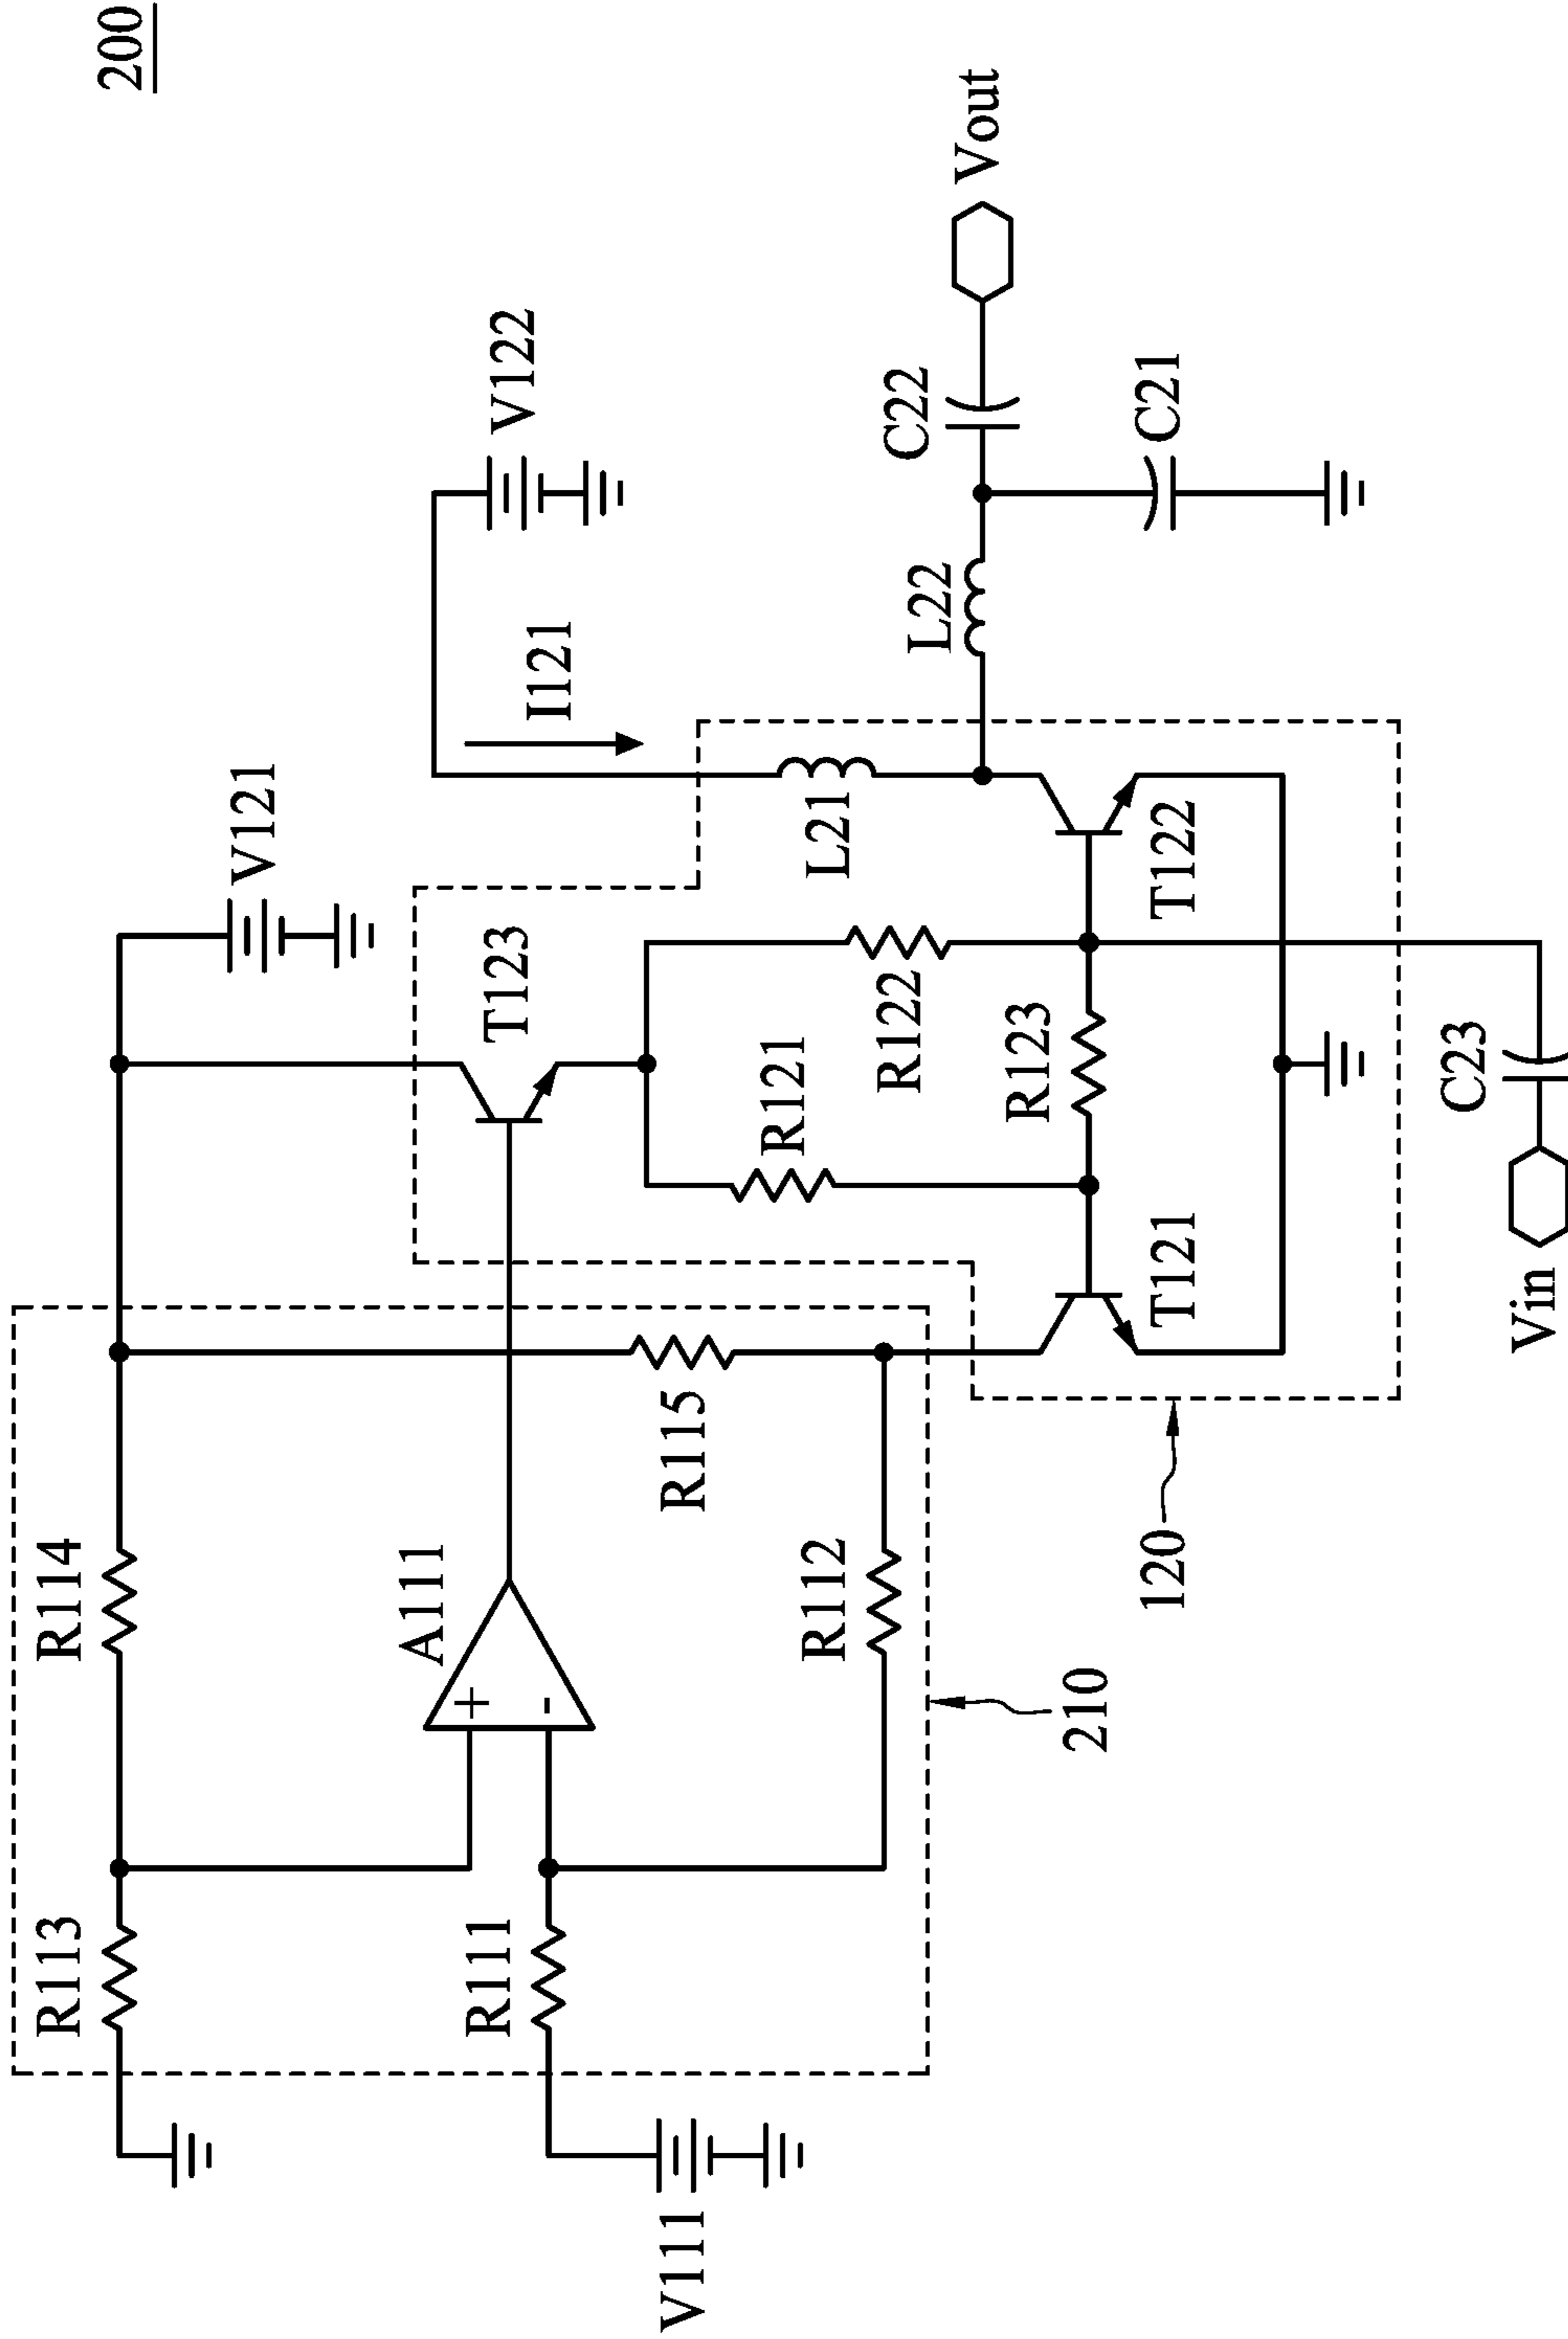 200
V121
V122
I121
R113
R114
A111
+
-
T123
R111
R115
R112
R121
R122
L21
L22
C22
Vout
C21
R123
T121
T122
V111
210
120
C23
Vin